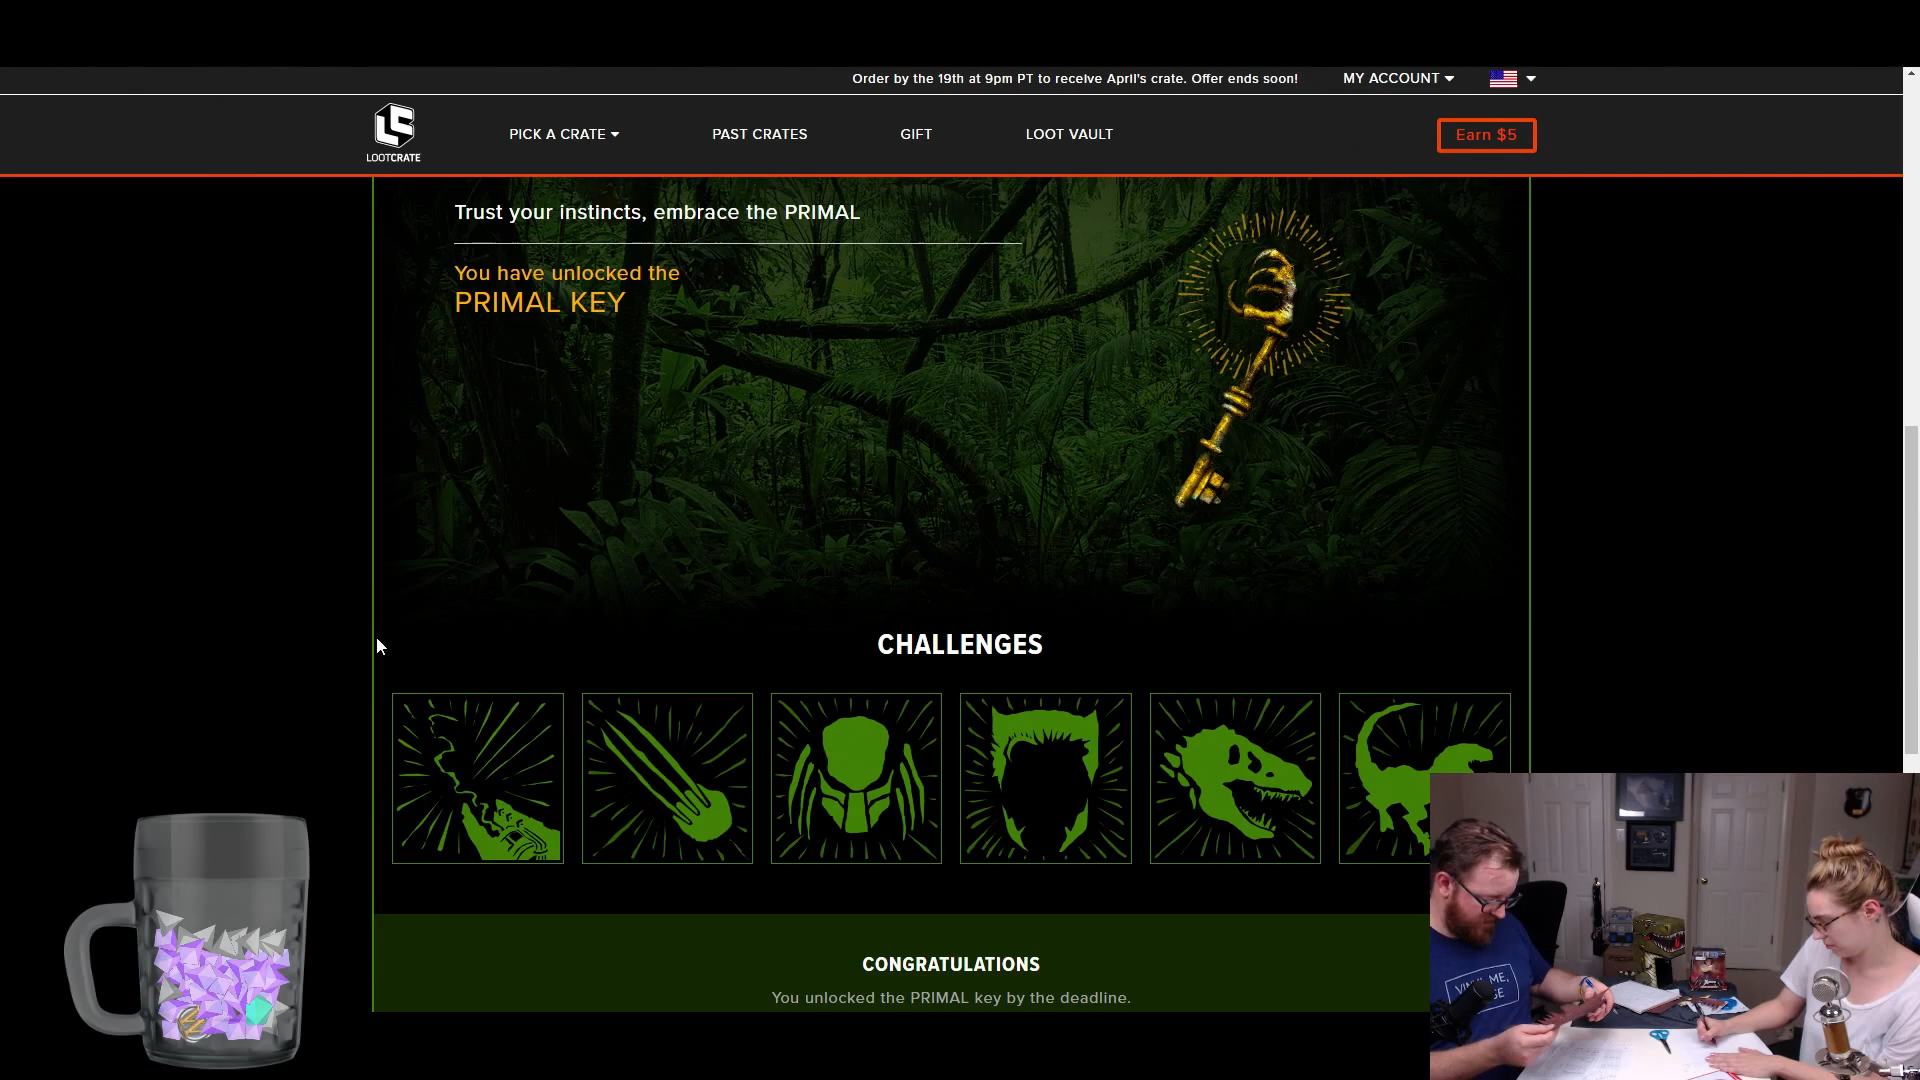 Order by the 19th at 9pm PT to receive April's crate. Offer ends soon!
MY ACCOUNT
LOOTCRATE
PICK A CRATE
PAST CRATES
GIFT
LOOT VAULT
Earn $5
Trust your instincts, embrace the PRIMAL
You have unlocked the
PRIMAL KEY
CHALLENGES
CONGRATULATIONS
You unlocked the PRIMAL key by the deadline.